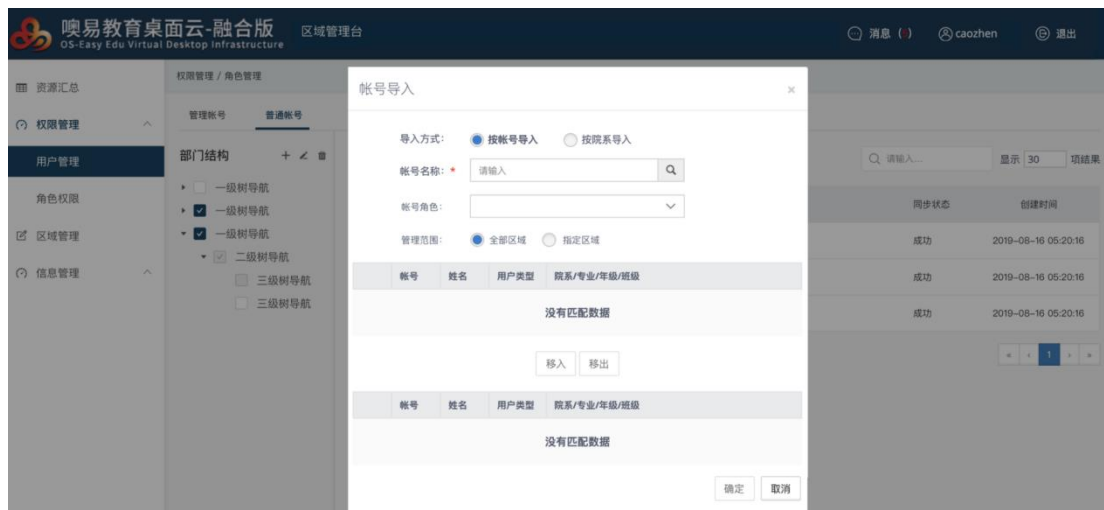 噢易教育桌面云-融合版 区域管理台 消息 ( ) caozhen 退出
OS-Easy Edu Virtual Desktop Infrastructure
资源汇总
权限管理
用户管理
角色权限
区域管理
信息管理
权限管理 / 角色管理
管理帐号 普通帐号
部门结构
一级树导航
一级树导航
一级树导航
二级树导航
三级树导航
三级树导航
帐号导入 ×
导入方式: 按帐号导入 按院系导入
帐号名称: * 请输入
帐号角色:
管理范围: 全部区域 指定区域
帐号 姓名 用户类型 院系/专业/年级/班级
没有匹配数据
移入 移出
帐号 姓名 用户类型 院系/专业/年级/班级
没有匹配数据
确定 取消
请输入... 显示 30 项结果
同步状态 创建时间
成功 2019-08-16 05:20:16
成功 2019-08-16 05:20:16
成功 2019-08-16 05:20:16
« ‹ 1 › »